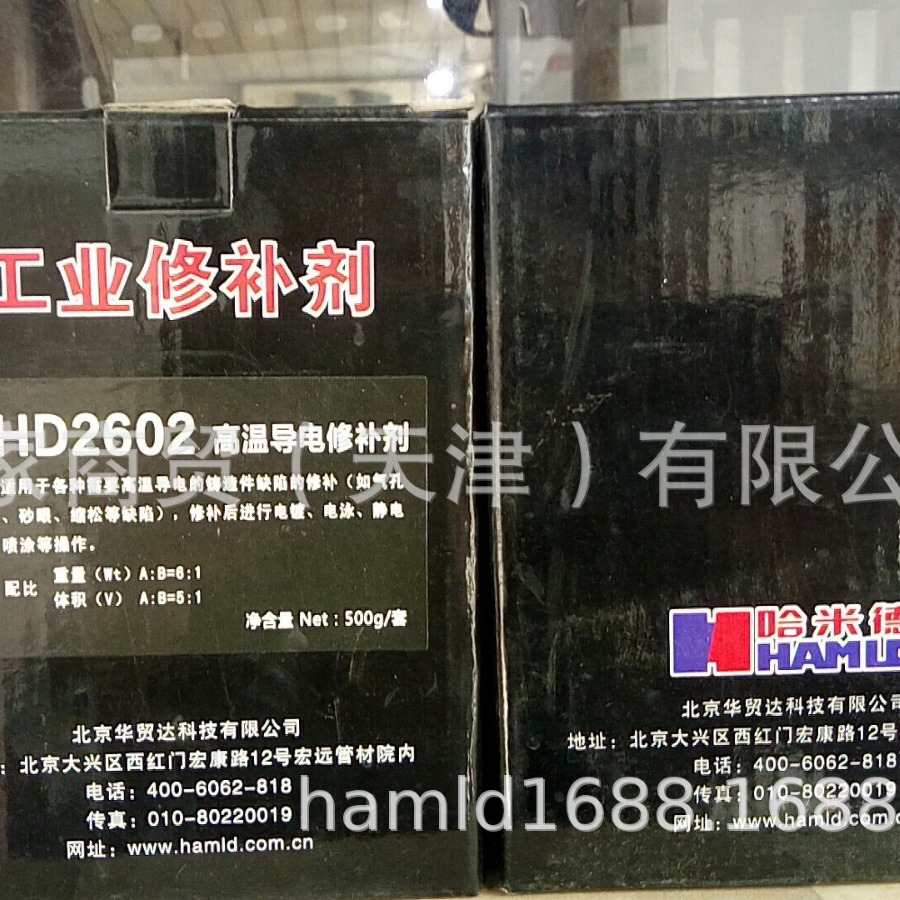 工业修补剂
HD2602 高温导电修补剂
适用于各种需要高温导电的铸造件缺陷的修补（如气孔
、砂眼、缩松等缺陷），修补后进行电镀、电泳、静电
喷涂等操作。
配比
重量（Wt）A:B=6:1
体积（V） A:B=5:1
净含量 Net：500g/套
北京华贸达科技有限公司
：北京大兴区西红门宏康路12号宏远管材院内
电话：400-6062-818
传真：010-80220019
网址：www.hamld.com.cn
哈米德
HAMLD
北京华贸达科技有限公司
地址：北京大兴区西红门宏康路12号
电话：400-6062-818
传真：010-80220019
网址：www.hamld.com.c
商贸（天津）有限公
hamld1688.1688